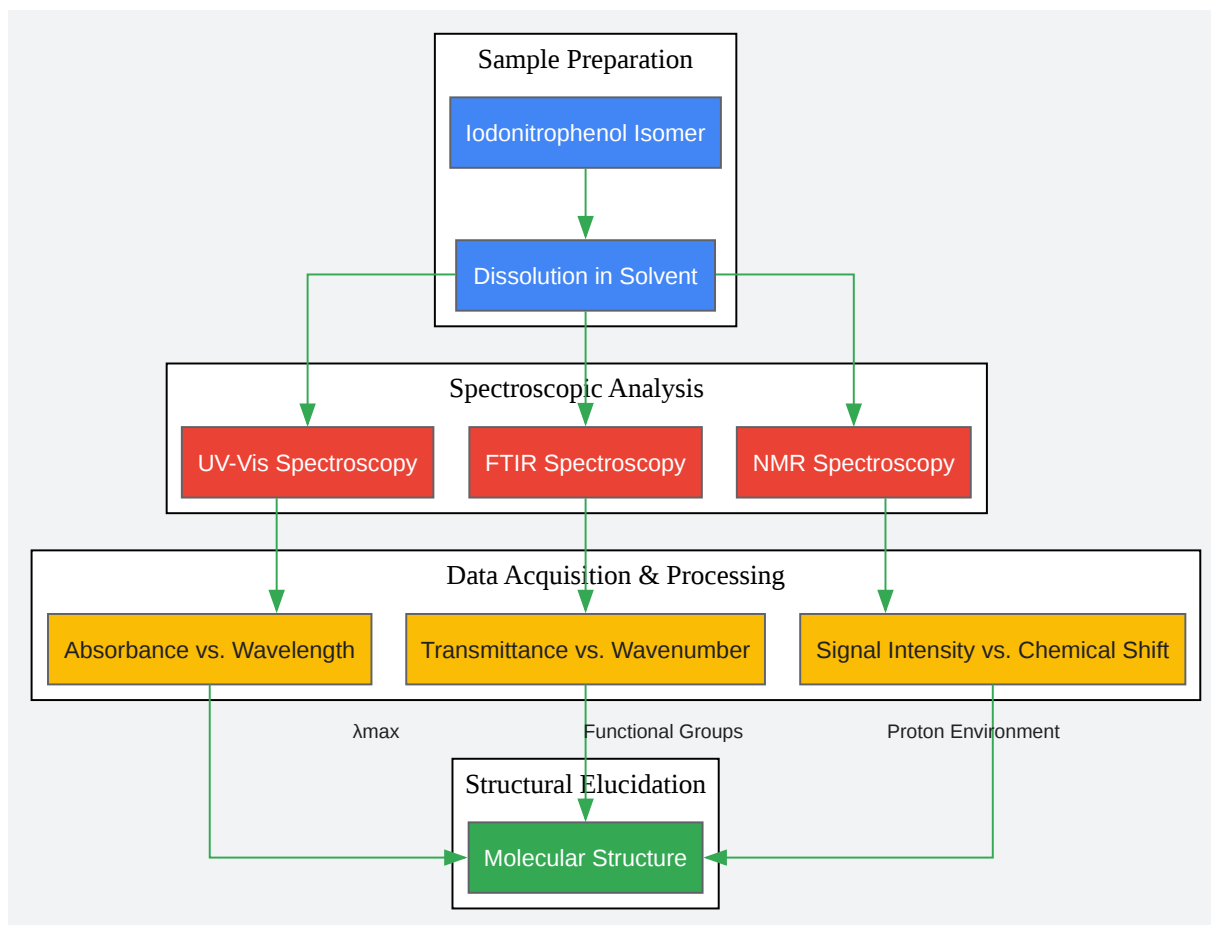 Sample Preparation
Iodonitrophenol Isomer
Dissolution in Solvent
Spectroscopic Analysis
UV-Vis Spectroscopy
FTIR Spectroscopy
NMR Spectroscopy
Data Acquisition & Processing
Absorbance vs. Wavelength
Transmittance vs. Wavenumber
Signal Intensity vs. Chemical Shift
λmax
Functional Groups
Proton Environment
Structural Elucidation
Molecular Structure